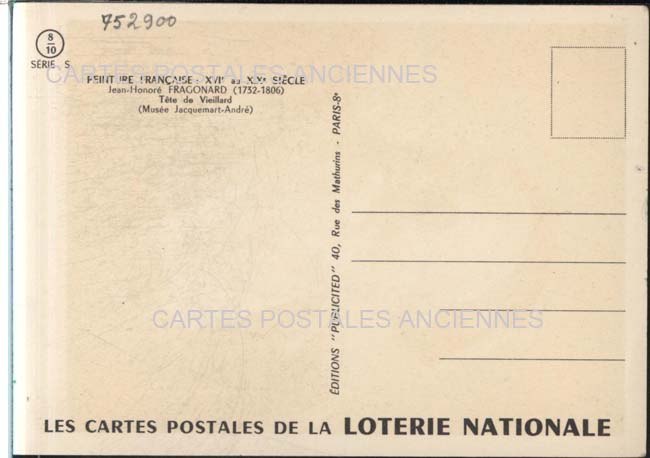 752900
8
10
SÉRIE S
CARTES POSTALES ANCIENNES
PEINTURE FRANÇAISE : XVIe au XIXe SIÈCLE
Jean-Honoré FRAGONARD (1732-1806)
Tête de Vieillard
(Musée Jacquemart-André)
ÉDITIONS "PUBLICITED" 40, Rue des Mathurins - PARIS-8e
CARTES POSTALES ANCIENNES
LES CARTES POSTALES DE LA LOTERIE NATIONALE